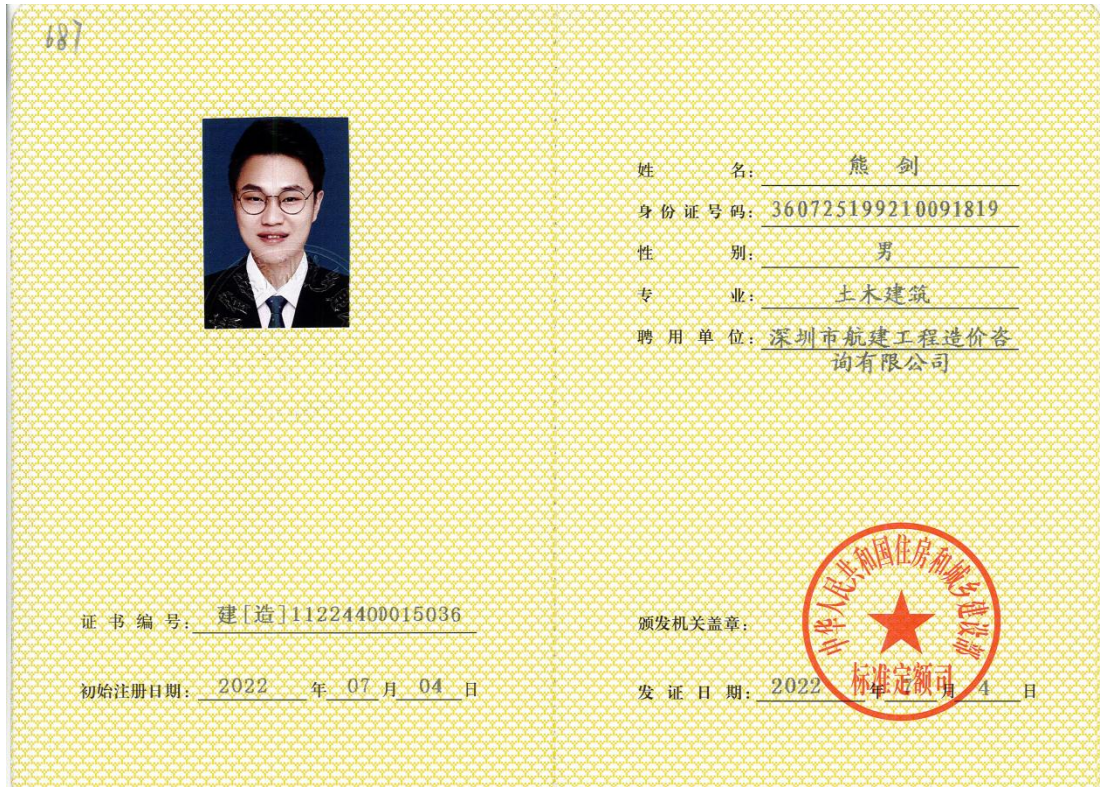 687
姓 名: 熊 剑
身份证号码: 360725199210091819
性 别: 男
专 业: 土木建筑
聘用单位: 深圳市航建工程造价咨
询有限公司
证书编号: 建[造]11224400015036
初始注册日期: 2022 年 07 月 04 日
颁发机关盖章:
中华人民共和国住房和城乡建设部
标准定额司
发证日期: 2022 年 7 月 4 日